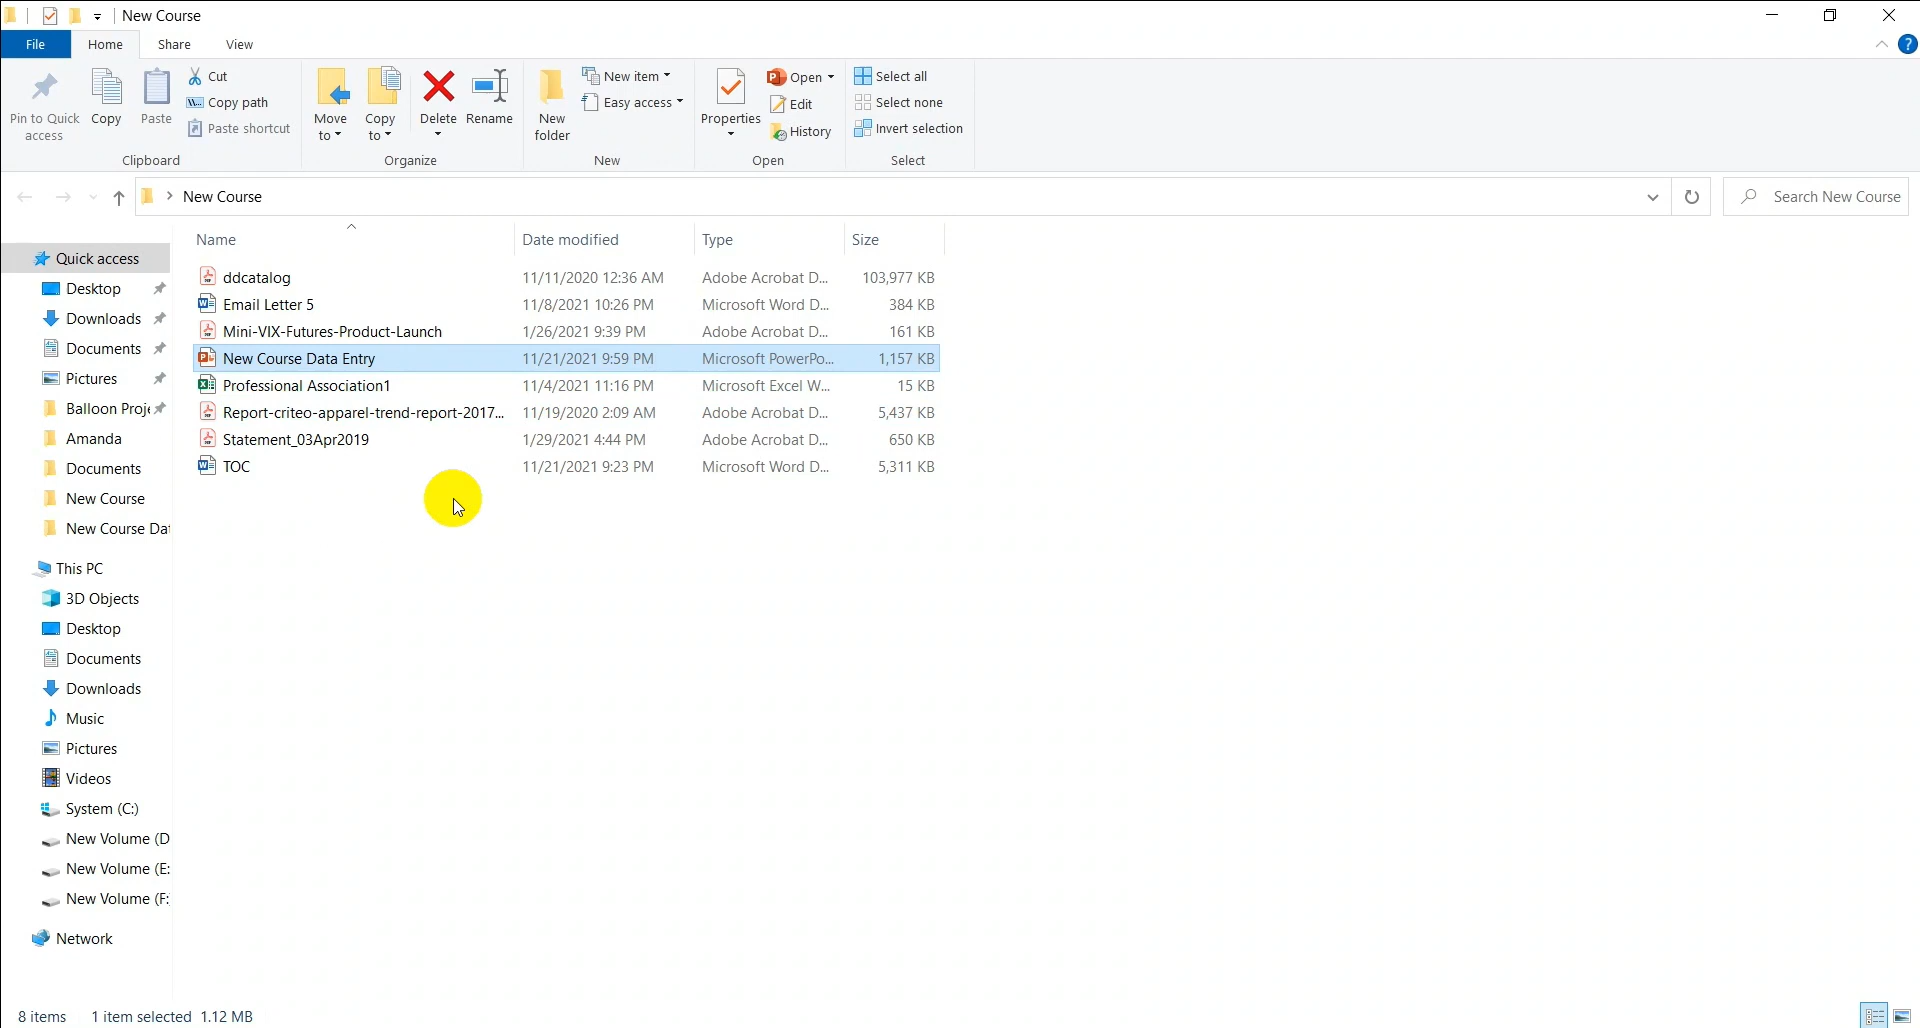 New Course
File Home Share View
Pin to Quick access
Copy
Paste
Cut
Copy path
Paste shortcut
Clipboard
Move to
Copy to
Delete
Rename
Organize
New folder
New item
Easy access
New
Properties
Open
Edit
History
Open
Select all
Select none
Invert selection
Select
New Course
Search New Course
Name Date modified Type Size
ddcatalog 11/11/2020 12:36 AM Adobe Acrobat D... 103,977 KB
Email Letter 5 11/8/2021 10:26 PM Microsoft Word D... 384 KB
Mini-VIX-Futures-Product-Launch 1/26/2021 9:39 PM Adobe Acrobat D... 161 KB
New Course Data Entry 11/21/2021 9:59 PM Microsoft PowerPo... 1,157 KB
Professional Association1 11/4/2021 11:16 PM Microsoft Excel W... 15 KB
Report-criteo-apparel-trend-report-2017... 11/19/2020 2:09 AM Adobe Acrobat D... 5,437 KB
Statement_03Apr2019 1/29/2021 4:44 PM Adobe Acrobat D... 650 KB
TOC 11/21/2021 9:23 PM Microsoft Word D... 5,311 KB
Quick access
Desktop
Downloads
Documents
Pictures
Balloon Proje
Amanda
Documents
New Course
New Course Dat
This PC
3D Objects
Desktop
Documents
Downloads
Music
Pictures
Videos
System (C:)
New Volume (D
New Volume (E:
New Volume (F:
Network
8 items 1 item selected 1.12 MB